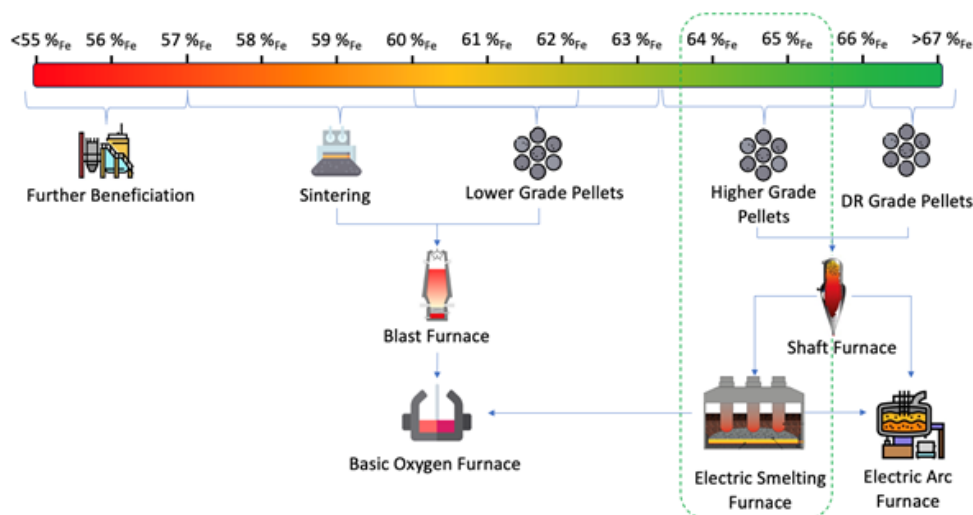 <55 %Fe 56 %Fe 57 %Fe 58 %Fe 59 %Fe 60 %Fe 61 %Fe 62 %Fe 63 %Fe 64 %Fe 65 %Fe 66 %Fe >67 %Fe
Further Beneficiation
Sintering
Lower Grade Pellets
Higher Grade
Pellets
DR Grade Pellets
Blast Furnace
Shaft Furnace
Basic Oxygen Furnace
Electric Smelting
Furnace
Electric Arc
Furnace